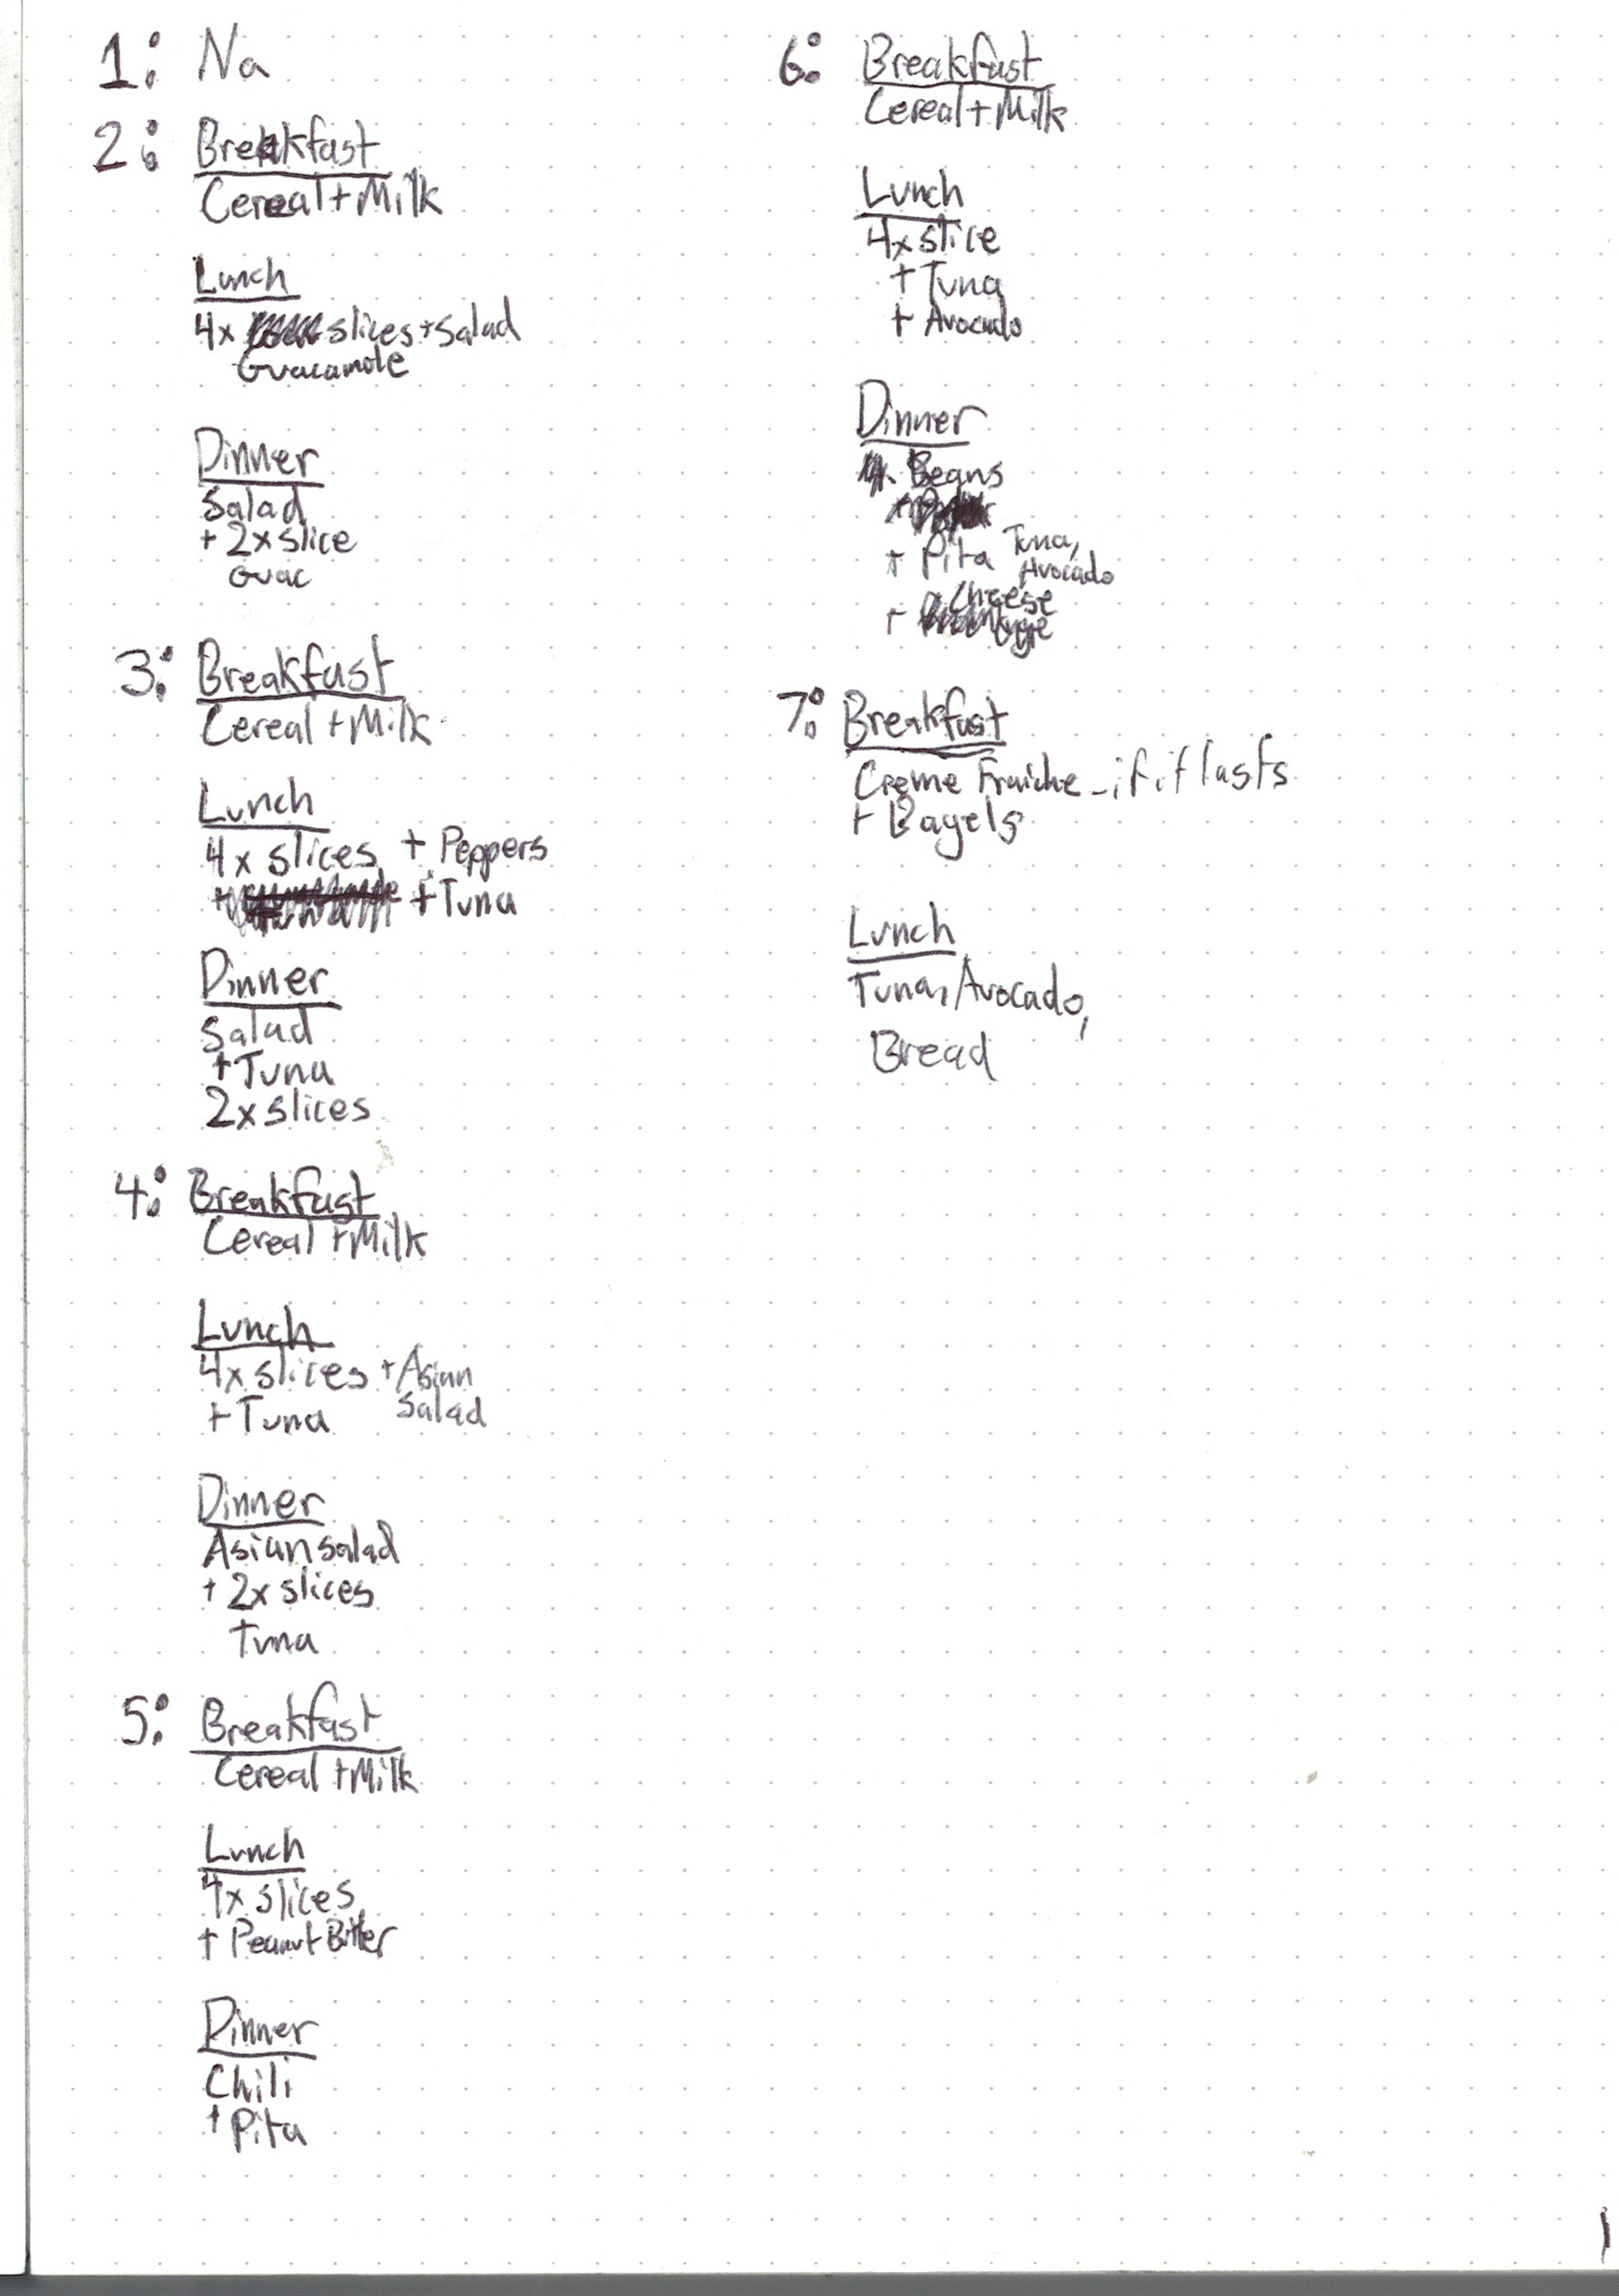 1: Na
2: Breakfast
Cereal + Milk
Lunch
4x slices + Salad
Guacamole
Dinner
Salad
+ 2x slice
Guac
3: Breakfast
Cereal + Milk
Lunch
4x slices + Peppers
+ Tuna
Dinner
Salad
+ Tuna
2x slices
4: Breakfast
Cereal + Milk
Lunch
4x slices + Asian
+ Tuna Salad
Dinner
Asian salad
+ 2x slices
Tuna
5: Breakfast
Cereal + Milk
Lunch
4x slices
+ Peanut Butter
Dinner
Chili
+ Pita
6: Breakfast
Cereal + Milk
Lunch
4x slice
+ Tuna
+ Avocado
Dinner
Beans
+ Pita Tuna,
Avocado
+ Cheese
7: Breakfast
Creme Fraiche - if it lasts
+ Bagels
Lunch
Tuna, Avocado,
Bread